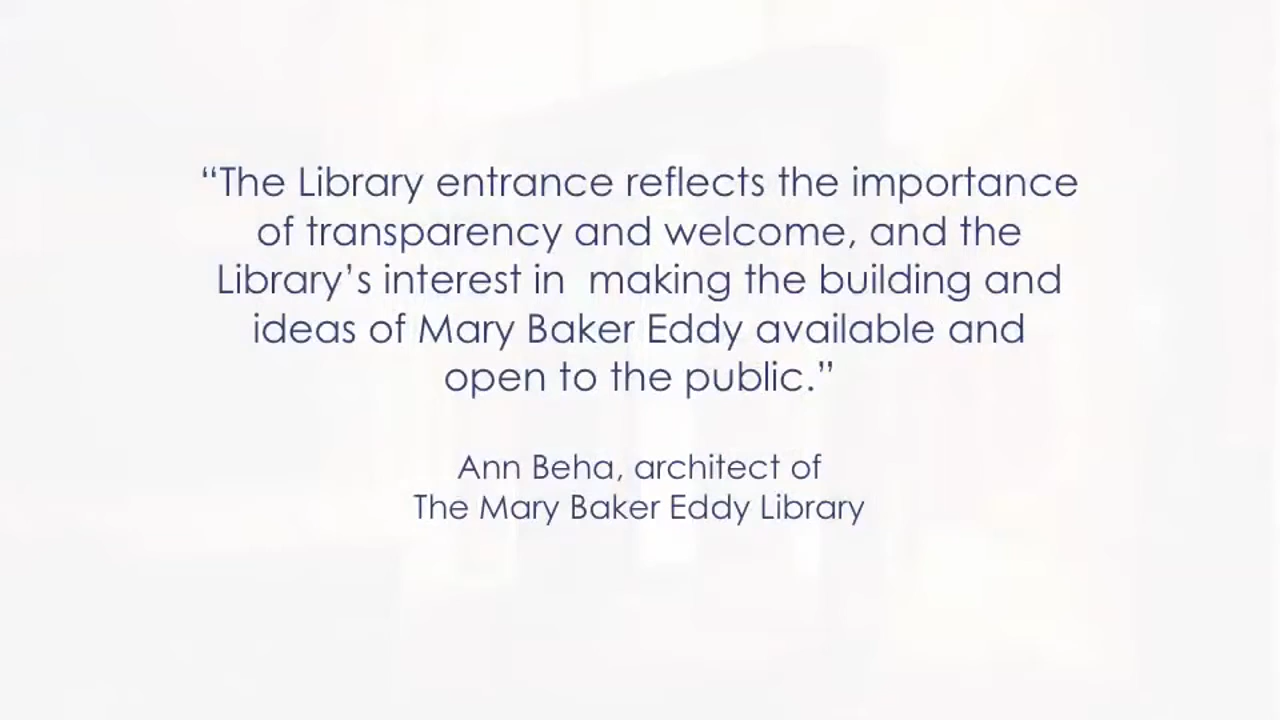 “The Library entrance reflects the importance
of transparency and welcome, and the
Library’s interest in  making the building and
ideas of Mary Baker Eddy available and
open to the public.”
Ann Beha, architect of
The Mary Baker Eddy Library